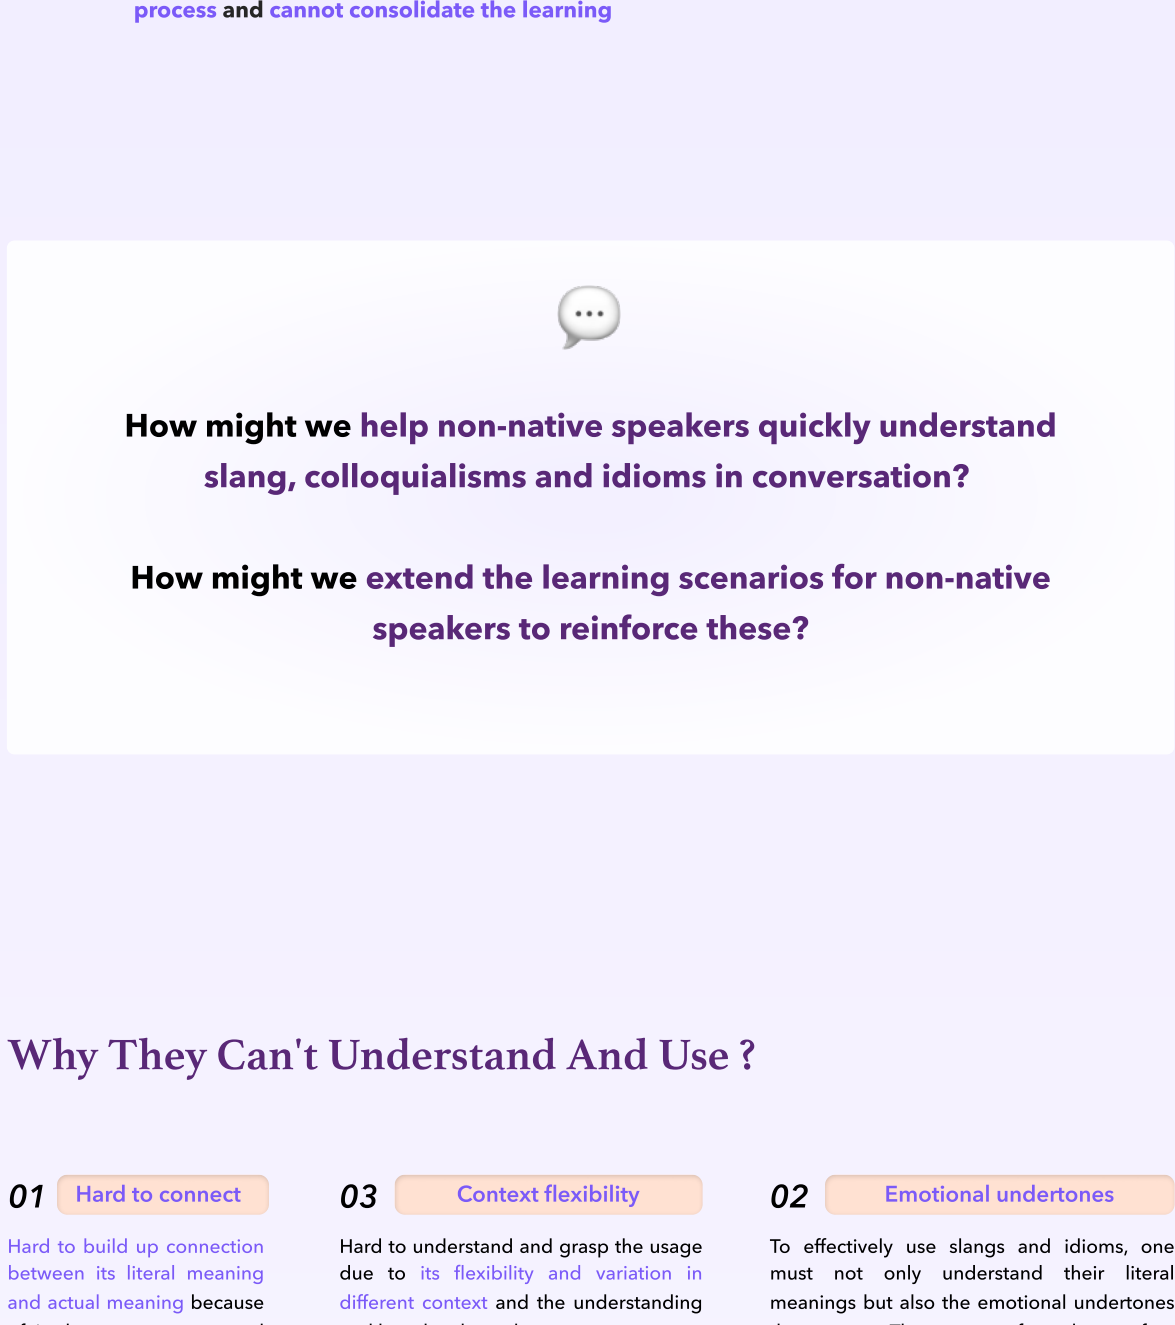 process and cannot consolidate the learning
How might we help non-native speakers quickly understand
slang, colloquialisms and idioms in conversation?
How might we extend the learning scenarios for non-native
speakers to reinforce these?
Why They Can't Understand And Use ?
01 Hard to connect
Hard to build up connection
between its literal meaning
and actual meaning because
03 Context flexibility
Hard to understand and grasp the usage
due to its flexibility and variation in
different context and the understanding
02 Emotional undertones
To effectively use slangs and idioms, one
must not only understand their literal
meanings but also the emotional undertones